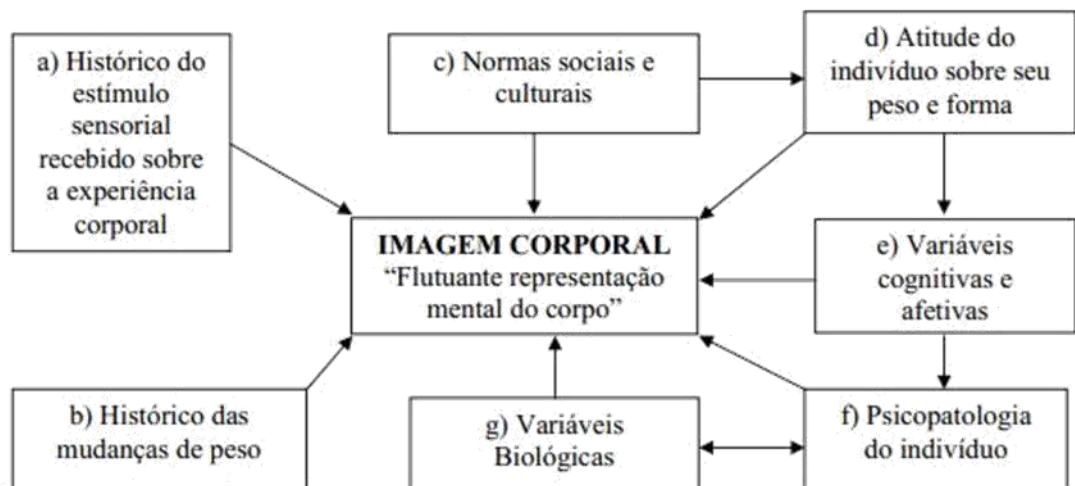 a) Histórico do
estímulo
sensorial
recebido sobre
a experiência
corporal
c) Normas sociais e
culturais
d) Atitude do
indivíduo sobre seu
peso e forma
IMAGEM CORPORAL
“Flutuante representação
mental do corpo”
e) Variáveis
cognitivas e
afetivas
b) Histórico das
mudanças de peso
g) Variáveis
Biológicas
f) Psicopatologia
do indivíduo